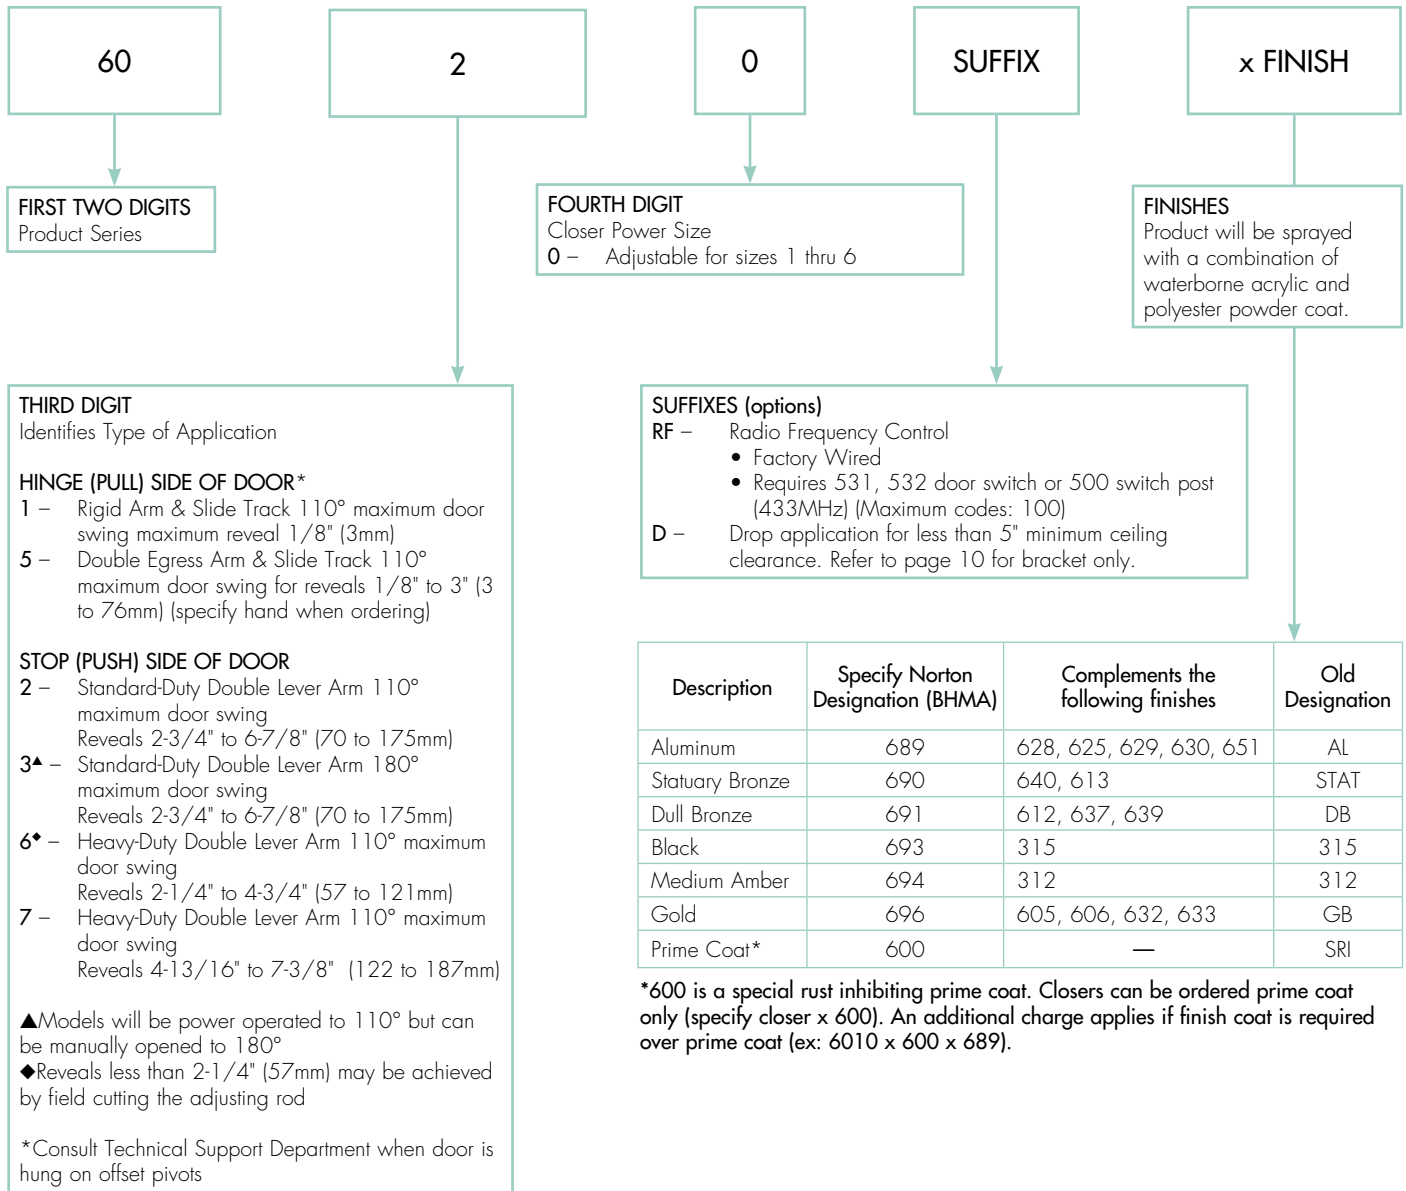 60
2
0
SUFFIX
x FINISH
FIRST TWO DIGITS
Product Series
FOURTH DIGIT
Closer Power Size
0 – Adjustable for sizes 1 thru 6
FINISHES
Product will be sprayed
with a combination of
waterborne acrylic and
polyester powder coat.
THIRD DIGIT
Identifies Type of Application
HINGE (PULL) SIDE OF DOOR*
1 – Rigid Arm & Slide Track 110° maximum door
swing maximum reveal 1/8" (3mm)
5 – Double Egress Arm & Slide Track 110°
maximum door swing for reveals 1/8" to 3" (3
to 76mm) (specify hand when ordering)
STOP (PUSH) SIDE OF DOOR
2 – Standard-Duty Double Lever Arm 110°
maximum door swing
Reveals 2-3/4" to 6-7/8" (70 to 175mm)
3▲ – Standard-Duty Double Lever Arm 180°
maximum door swing
Reveals 2-3/4" to 6-7/8" (70 to 175mm)
6◆ – Heavy-Duty Double Lever Arm 110° maximum
door swing
Reveals 2-1/4" to 4-3/4" (57 to 121mm)
7 – Heavy-Duty Double Lever Arm 110° maximum
door swing
Reveals 4-13/16" to 7-3/8" (122 to 187mm)
▲Models will be power operated to 110° but can
be manually opened to 180°
◆Reveals less than 2-1/4" (57mm) may be achieved
by field cutting the adjusting rod
*Consult Technical Support Department when door is
hung on offset pivots
SUFFIXES (options)
RF – Radio Frequency Control
• Factory Wired
• Requires 531, 532 door switch or 500 switch post
(433MHz) (Maximum codes: 100)
D – Drop application for less than 5" minimum ceiling
clearance. Refer to page 10 for bracket only.
Description Specify Norton Designation (BHMA) Complements the following finishes Old Designation
Aluminum 689 628, 625, 629, 630, 651 AL
Statuary Bronze 690 640, 613 STAT
Dull Bronze 691 612, 637, 639 DB
Black 693 315 315
Medium Amber 694 312 312
Gold 696 605, 606, 632, 633 GB
Prime Coat* 600 — SRI
*600 is a special rust inhibiting prime coat. Closers can be ordered prime coat
only (specify closer x 600). An additional charge applies if finish coat is required
over prime coat (ex: 6010 x 600 x 689).